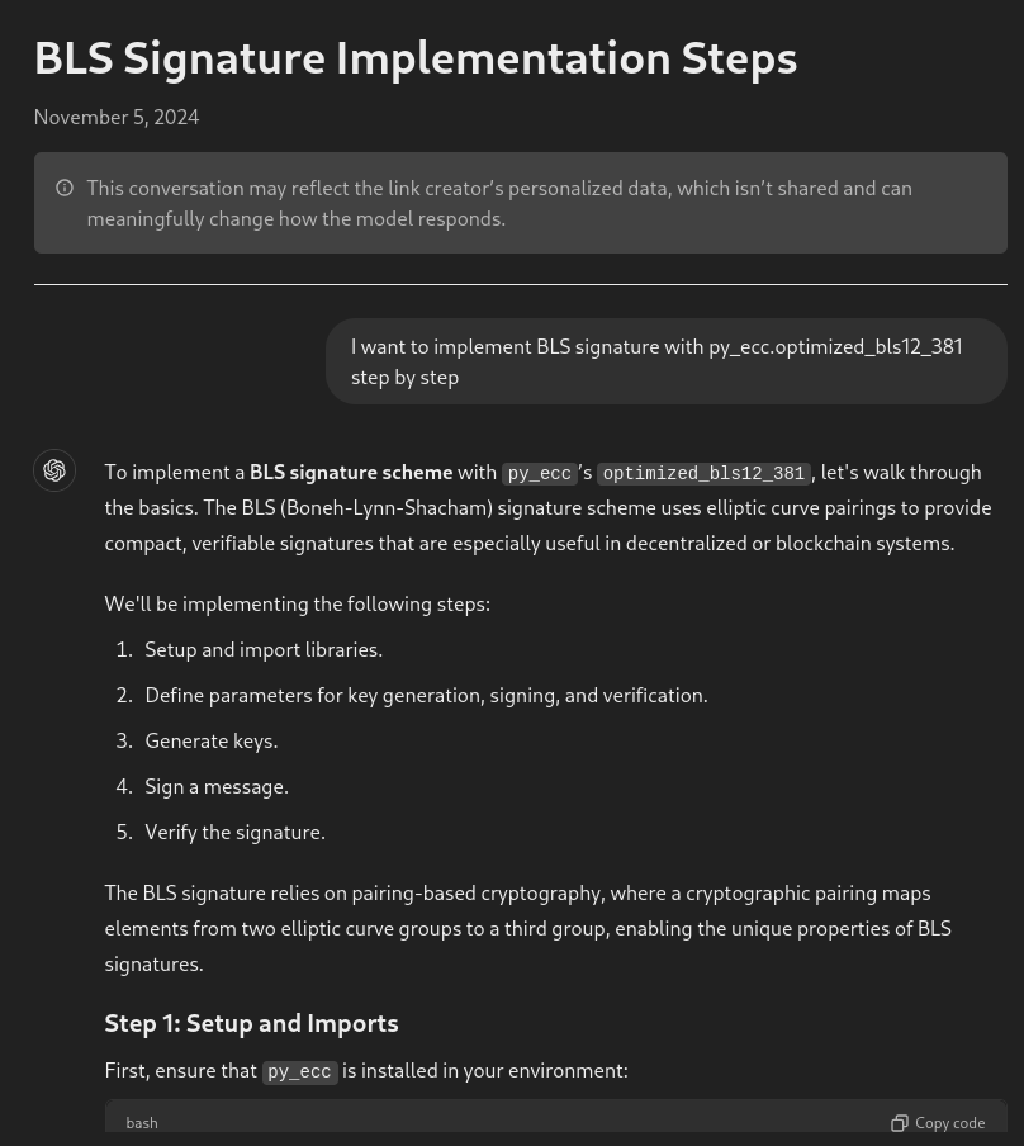 BLS Signature Implementation Steps
November 5, 2024
This conversation may reflect the link creator’s personalized data, which isn’t shared and can
meaningfully change how the model responds.
I want to implement BLS signature with py_ecc.optimized_bls12_381
step by step
To implement a BLS signature scheme with py_ecc’s optimized_bls12_381, let's walk through
the basics. The BLS (Boneh-Lynn-Shacham) signature scheme uses elliptic curve pairings to provide
compact, verifiable signatures that are especially useful in decentralized or blockchain systems.
We'll be implementing the following steps:
1. Setup and import libraries.
2. Define parameters for key generation, signing, and verification.
3. Generate keys.
4. Sign a message.
5. Verify the signature.
The BLS signature relies on pairing-based cryptography, where a cryptographic pairing maps
elements from two elliptic curve groups to a third group, enabling the unique properties of BLS
signatures.
Step 1: Setup and Imports
First, ensure that py_ecc is installed in your environment:
bash Copy code